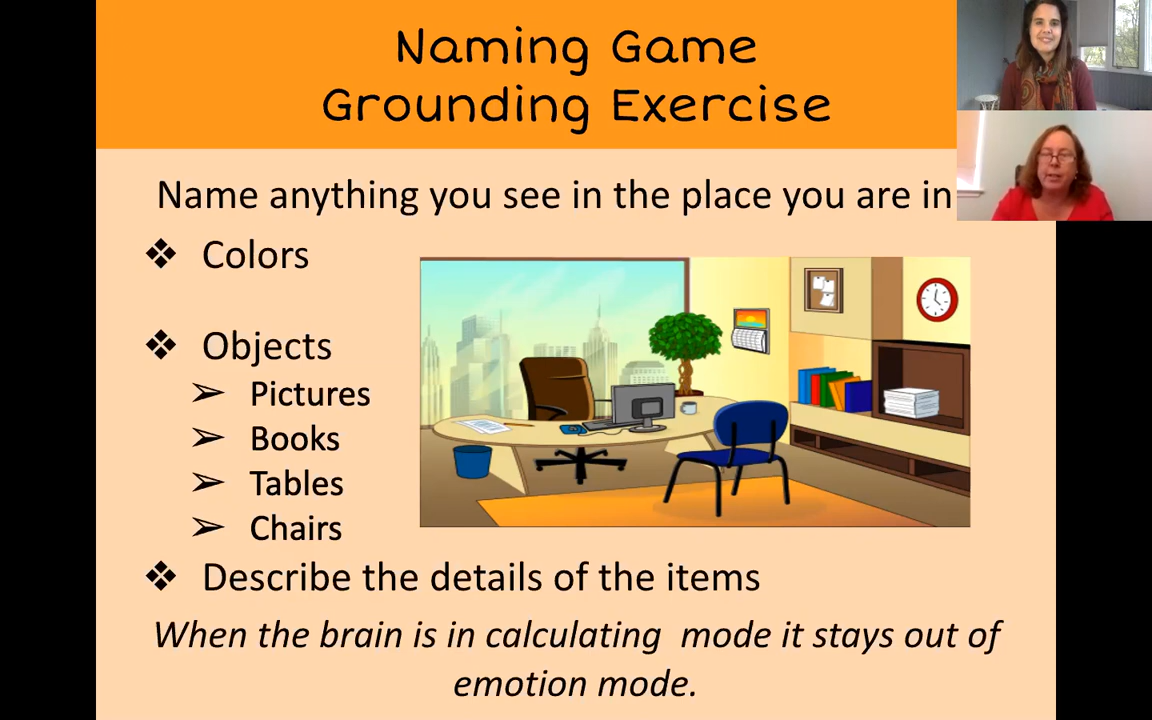 Naming Game
Grounding Exercise
Name anything you see in the place you are in
❖ Colors
❖ Objects
➢ Pictures
➢ Books
➢ Tables
➢ Chairs
❖ Describe the details of the items
When the brain is in calculating mode it stays out of
emotion mode.